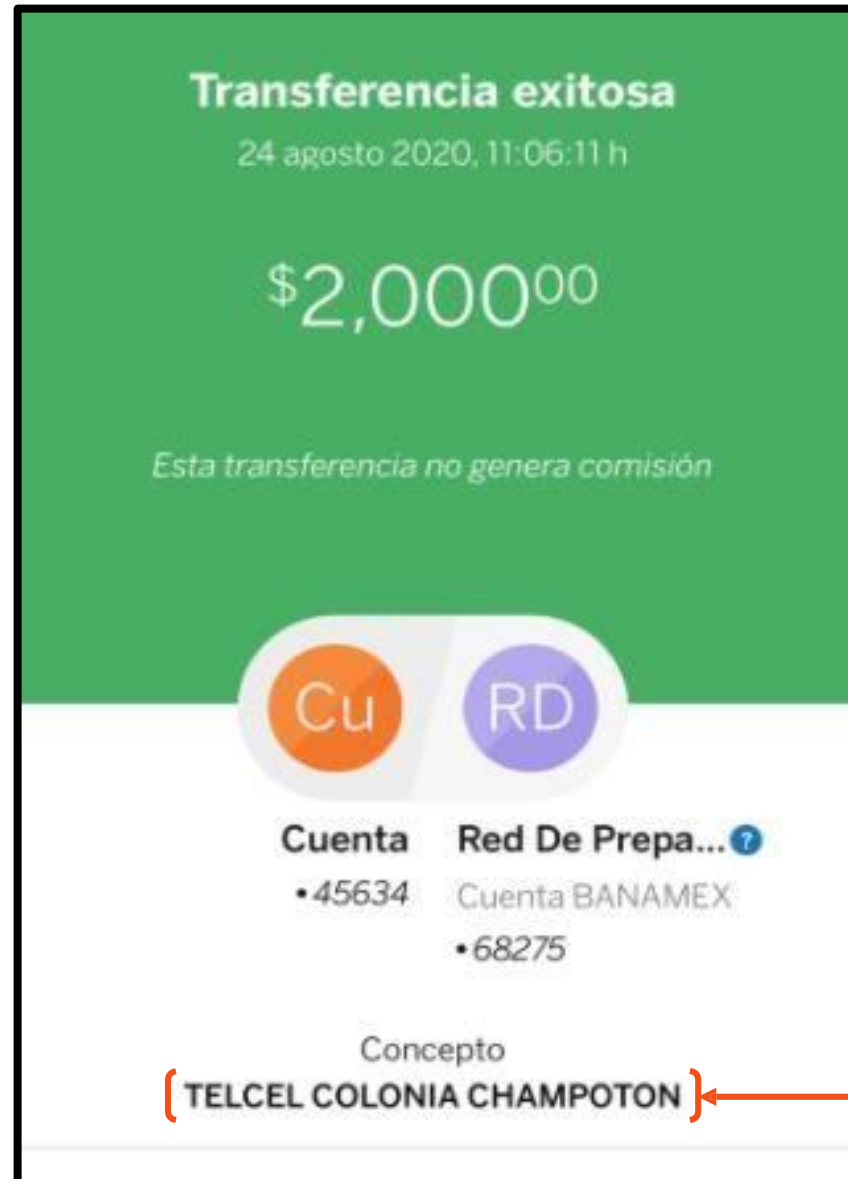 Transferencia exitosa
24 agosto 2020, 11:06:11 h
$2,00000
Esta transferencia no genera comisión
Cu RD
Cuenta Red De Prepa... ?
•45634 Cuenta BANAMEX
•68275
Concepto
TELCEL COLONIA CHAMPOTON